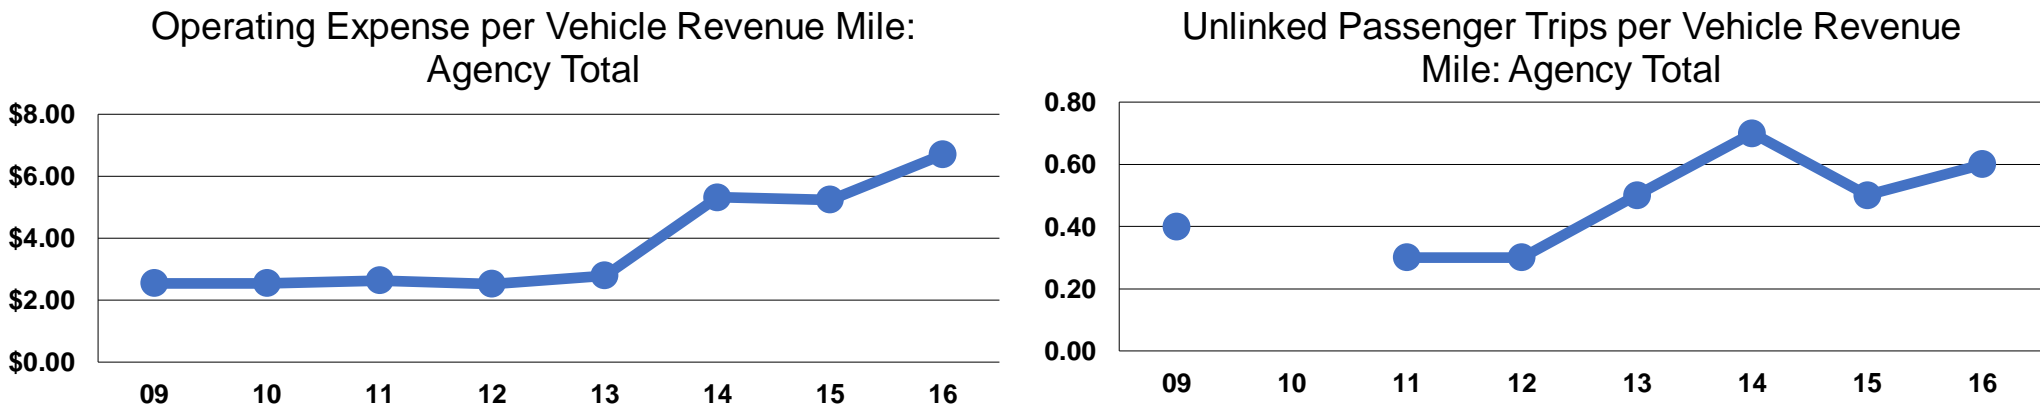 Operating Expense per Vehicle Revenue Mile:
Agency Total
$8.00
$6.00
$4.00
$2.00
$0.00
09 10 11 12 13 14 15 16
Unlinked Passenger Trips per Vehicle Revenue
Mile: Agency Total
0.80
0.60
0.40
0.20
0.00
09 10 11 12 13 14 15 16